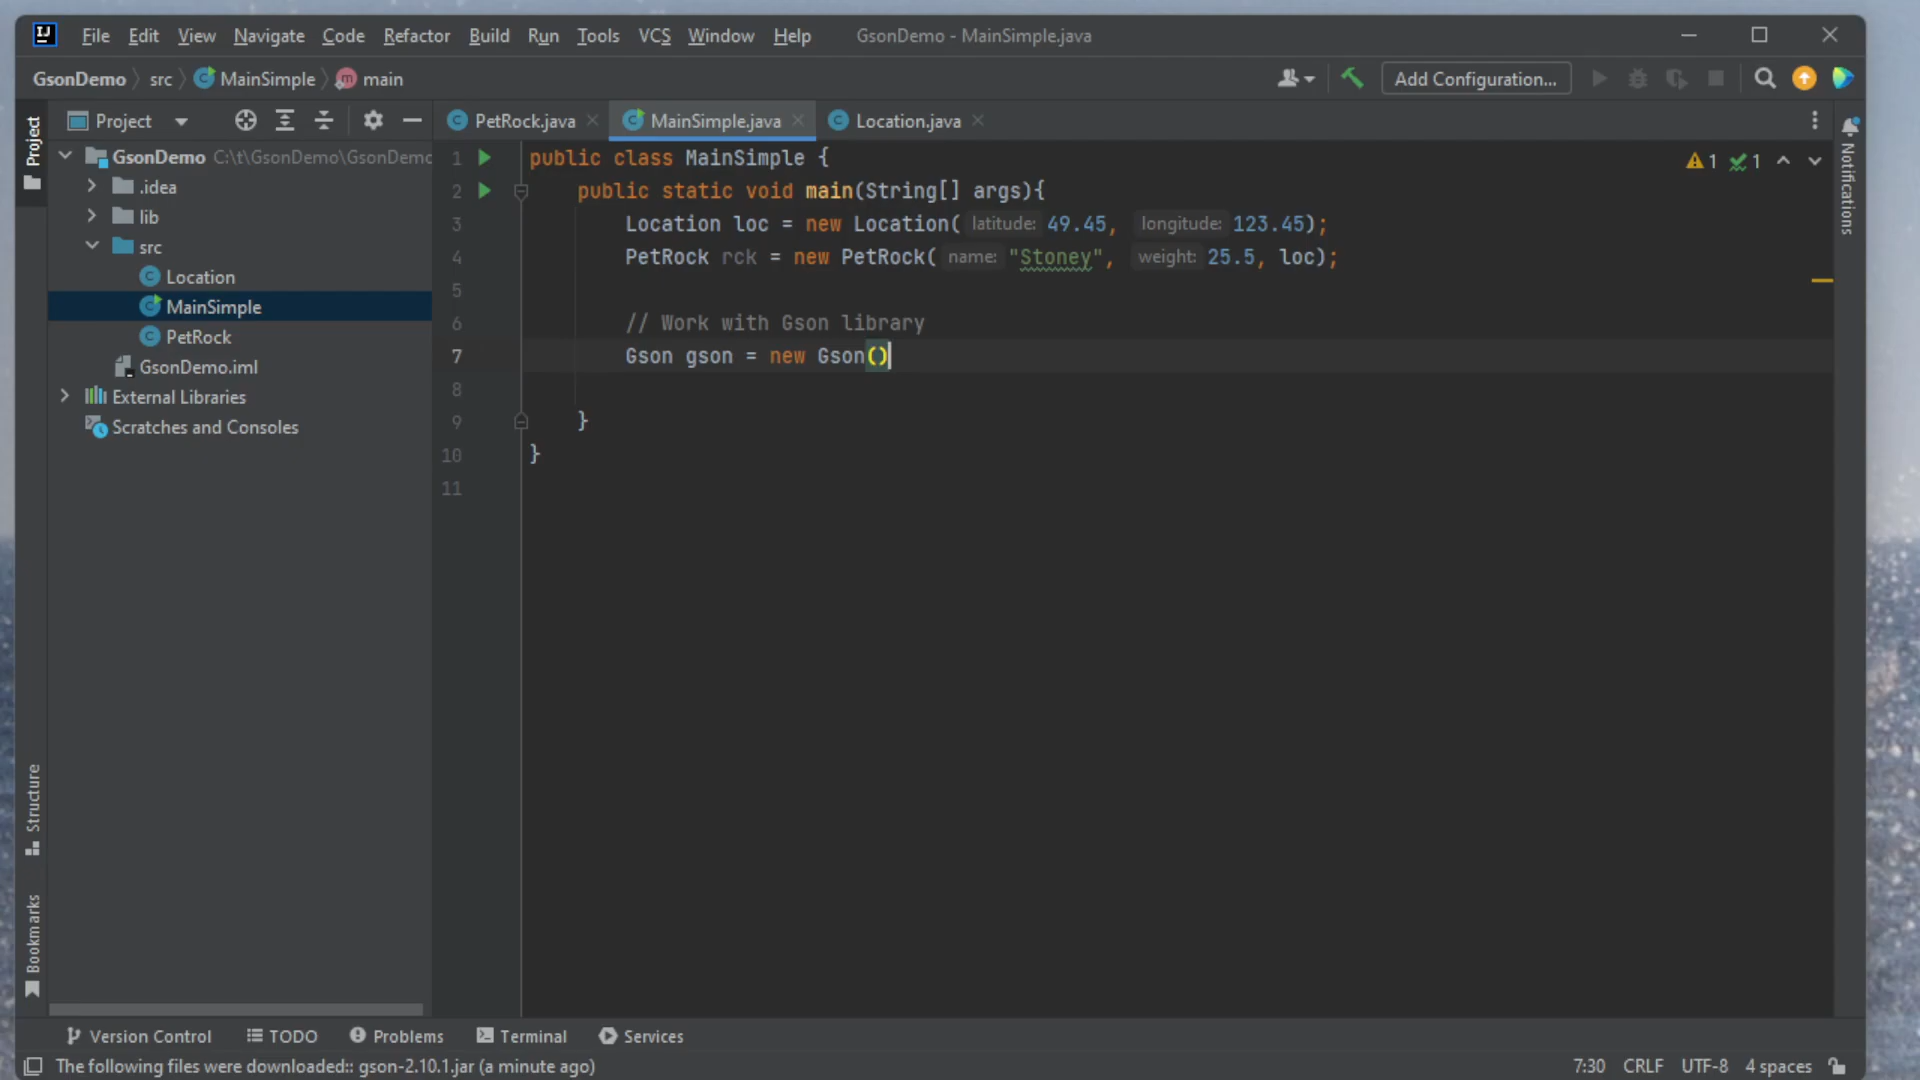 IJ File Edit View Navigate Code Refactor Build Run Tools VCS Window Help GsonDemo - MainSimple.java
GsonDemo src MainSimple m main Add Configuration...
Project Project PetRock.java MainSimple.java Location.java
GsonDemo C:\t\GsonDemo\GsonDemo
.idea
lib
src
C Location
C MainSimple
C PetRock
GsonDemo.iml
External Libraries
Scratches and Consoles
1 public class MainSimple {
2 public static void main(String[] args){
3 Location loc = new Location( latitude: 49.45, longitude: 123.45);
4 PetRock rck = new PetRock( name: "Stoney", weight: 25.5, loc);
5
6 // Work with Gson library
7 Gson gson = new Gson()
8
9 }
10 }
11
1 1
Notifications
Structure
Bookmarks
Version Control TODO Problems Terminal Services
The following files were downloaded:: gson-2.10.1.jar (a minute ago) 7:30 CRLF UTF-8 4 spaces